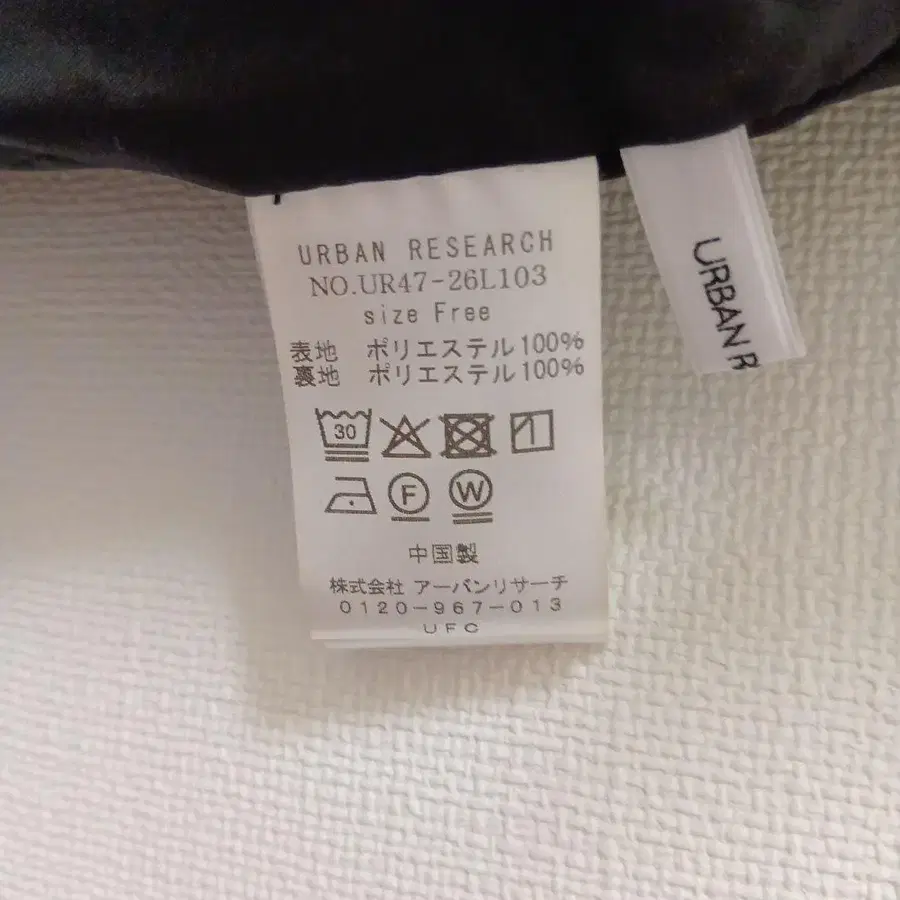 URBAN RESEARCH
NO.UR47-26L103
size Free
表地 ポリエステル100%
裏地 ポリエステル100%
30
F
W
中国製
株式会社 アーバンリサーチ
0120-967-013
UFC
URBAN R